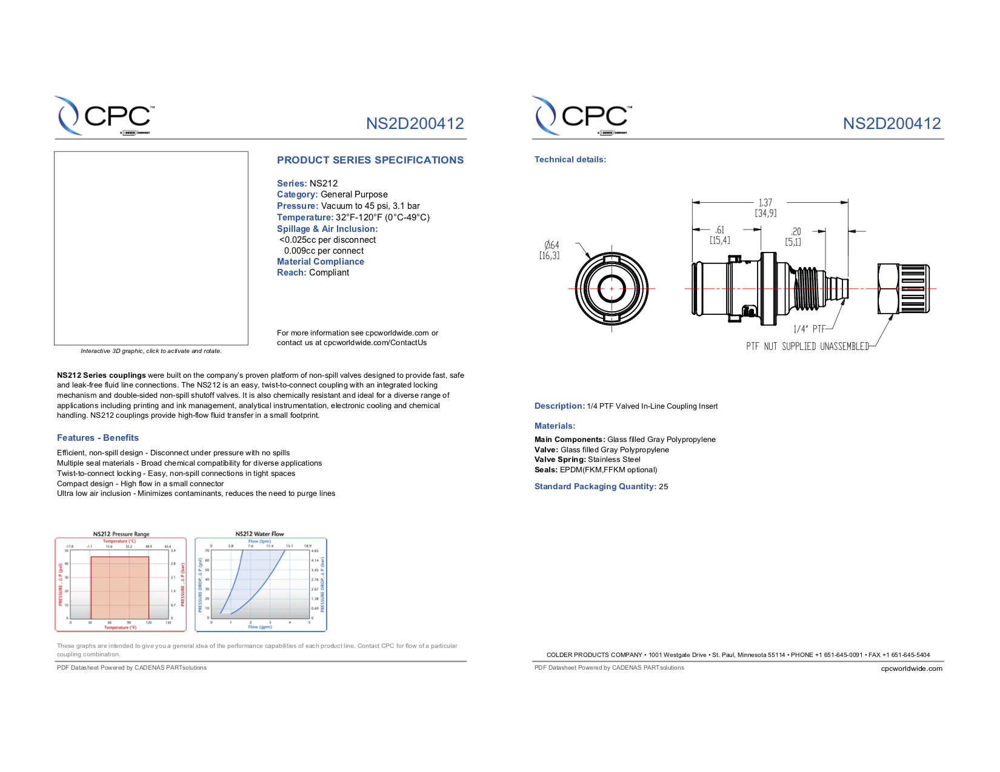 CPC™
A DOVER COMPANY
NS2D200412
PRODUCT SERIES SPECIFICATIONS
Series: NS212
Category: General Purpose
Pressure: Vacuum to 45 psi, 3.1 bar
Temperature: 32°F-120°F (0°C-49°C)
Spillage & Air Inclusion:
<0.025cc per disconnect
0.009cc per connect
Material Compliance
Reach: Compliant
For more information see cpcworldwide.com or
contact us at cpcworldwide.com/ContactUs
Interactive 3D graphic, click to activate and rotate.
NS212 Series couplings were built on the company's proven platform of non-spill valves designed to provide fast, safe
and leak-free fluid line connections. The NS212 is an easy, twist-to-connect coupling with an integrated locking
mechanism and double-sided non-spill shutoff valves. It is also chemically resistant and ideal for a diverse range of
applications including printing and ink management, analytical instrumentation, electronic cooling and chemical
handling. NS212 couplings provide high-flow fluid transfer in a small footprint.
Features - Benefits
Efficient, non-spill design - Disconnect under pressure with no spills
Multiple seal materials - Broad chemical compatibility for diverse applications
Twist-to-connect locking - Easy, non-spill connections in tight spaces
Compact design - High flow in a small connector
Ultra low air inclusion - Minimizes contaminants, reduces the need to purge lines
NS212 Pressure Range
Temperature (°C)
-17.8 -1.1 15.6 32.2 48.9 65.6
PRESSURE, Δ P (psi)
50
40
30
20
10
0
3.4
2.8
2.1
1.4
0.7
0
PRESSURE, Δ P (bar)
0 30 60 90 120 150
Temperature (°F)
NS212 Water Flow
Flow (lpm)
0 3.8 7.6 11.4 15.1 18.9
PRESSURE DROP, Δ P (psi)
70
60
50
40
30
20
10
0
4.83
4.14
3.45
2.76
2.07
1.38
0.69
0
PRESSURE DROP, Δ P (bar)
0 1 2 3 4 5
Flow (gpm)
These graphs are intended to give you a general idea of the performance capabilities of each product line. Contact CPC for flow of a particular
coupling combination.
PDF Datasheet Powered by CADENAS PARTsolutions
CPC™
A DOVER COMPANY
NS2D200412
Technical details:
1.37
[34,9]
.61
[15,4]
.20
[5,1]
Ø.64
[16,3]
1/4" PTF
PTF NUT SUPPLIED UNASSEMBLED
Description: 1/4 PTF Valved In-Line Coupling Insert
Materials:
Main Components: Glass filled Gray Polypropylene
Valve: Glass filled Gray Polypropylene
Valve Spring: Stainless Steel
Seals: EPDM(FKM,FFKM optional)
Standard Packaging Quantity: 25
COLDER PRODUCTS COMPANY • 1001 Westgate Drive • St. Paul, Minnesota 55114 • PHONE +1 651-645-0091 • FAX +1 651-645-5404
PDF Datasheet Powered by CADENAS PARTsolutions
cpcworldwide.com